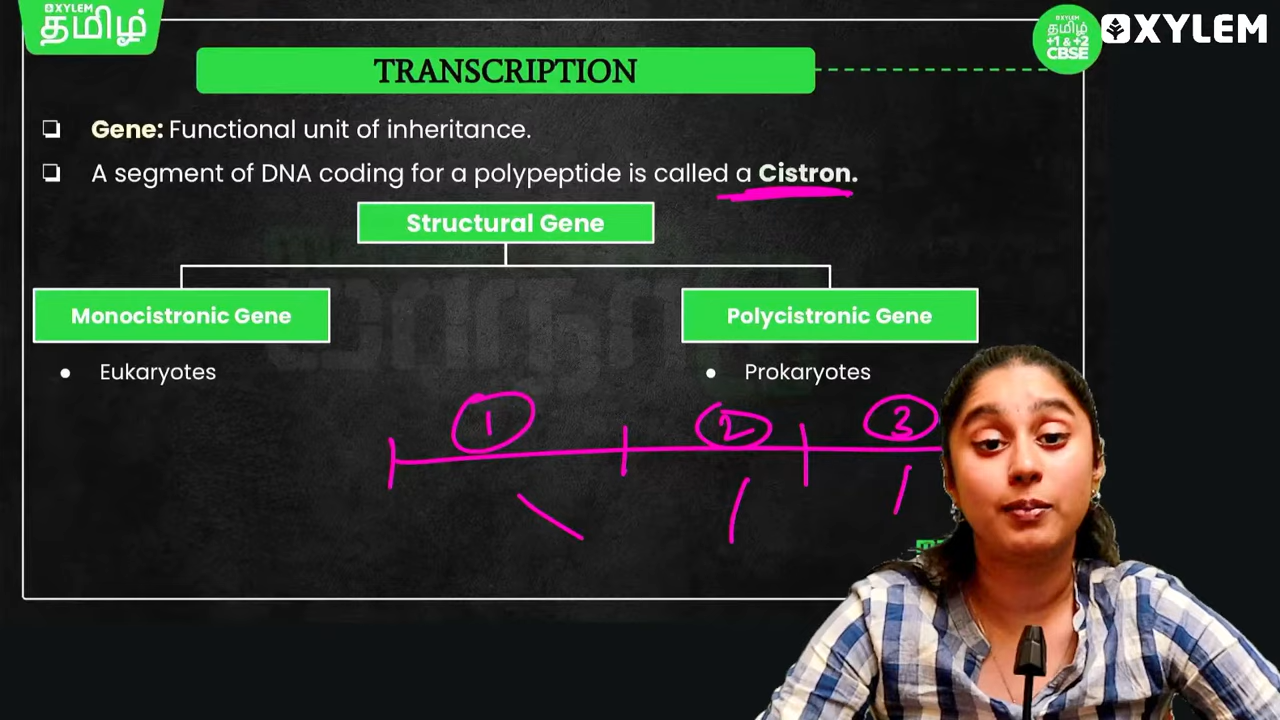 XYLEM
தமிழ்
XYLEM
தமிழ்
+1 & +2
CBSE
XYLEM
TRANSCRIPTION
Gene: Functional unit of inheritance.
A segment of DNA coding for a polypeptide is called a Cistron.
Structural Gene
Monocistronic Gene
Polycistronic Gene
Eukaryotes
Prokaryotes
1
2
3